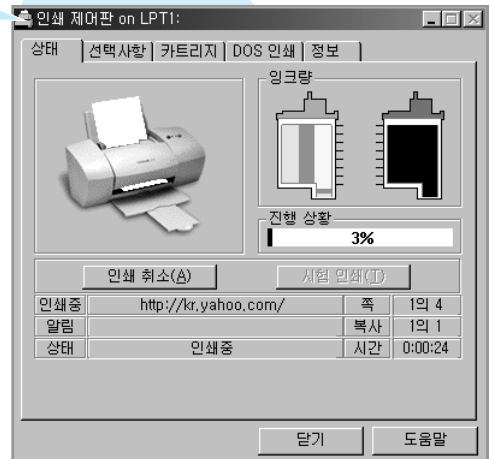 인쇄 제어판 on LPT1:
상태 선택사항 카트리지 DOS 인쇄 정보
잉크량
진행 상황
3%
인쇄 취소(A) 시험 인쇄(T)
인쇄중 http://kr.yahoo.com/ 쪽 1의 4
알림 복사 1의 1
상태 인쇄중 시간 0:00:24
닫기 도움말